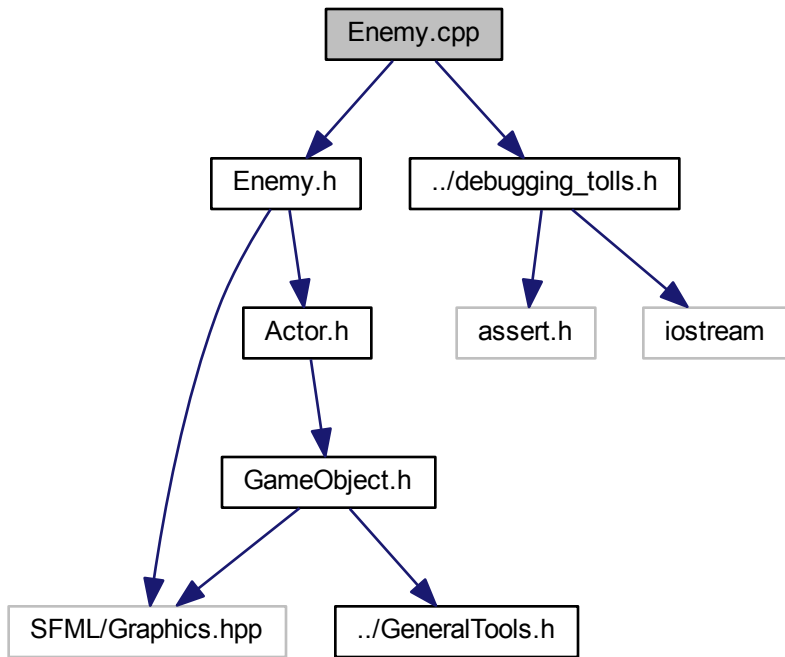 Enemy.cpp
Enemy.h
../debugging_tolls.h
Actor.h
assert.h
iostream
GameObject.h
SFML/Graphics.hpp
../GeneralTools.h